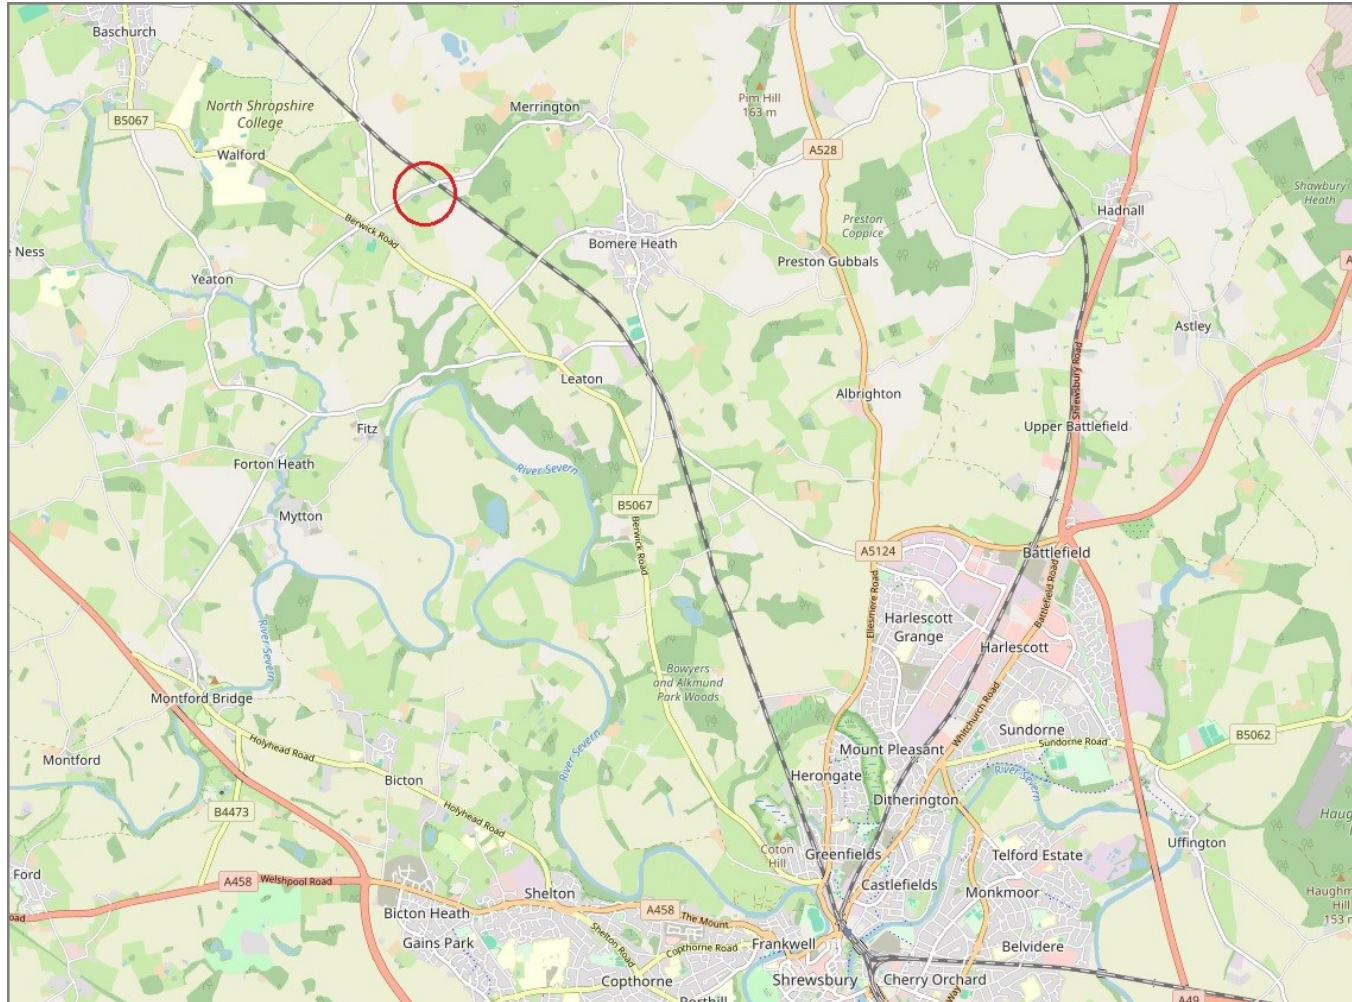 Baschurch
North Shropshire
College
Merrington
Pim Hill
163 m
B5067
A528
Walford
Shawbury
Heath
Hadnall
Preston
Coppice
Berwick Road
Bomere Heath
e Ness
Preston Gubbals
A
Yeaton
Astley
Shrewsbury Road
Leaton
Albrighton
Fitz
Upper Battlefield
Forton Heath
River Severn
B5067
Mytton
Berwick Road
A5124
Battlefield
Ellesmere Road
Battlefield Road
Harlescott
Grange
Harlescott
River Severn
Bowyers
and Alkmund
Park Woods
Montford Bridge
Whitchurch Road
Sundorne
Sundorne Road
B5062
Holyhead Road
Mount Pleasant
Montford
River Severn
Bicton
Herongate
River Severn
Ditherington
B4473
Holyhead Road
Coton
Hill
Greenfields
Uffington
Telford Estate
Ford
A458
Welshpool Road
Shelton
Castlefields
Monkmoor
Haughm
Hill
153 m
oad
Bicton Heath
A458
The Mount
Gains Park
Shelton Road
Copthorne Road
Frankwell
Belvidere
Copthorne
Shrewsbury
Cherry Orchard
Porthill
Way
A49